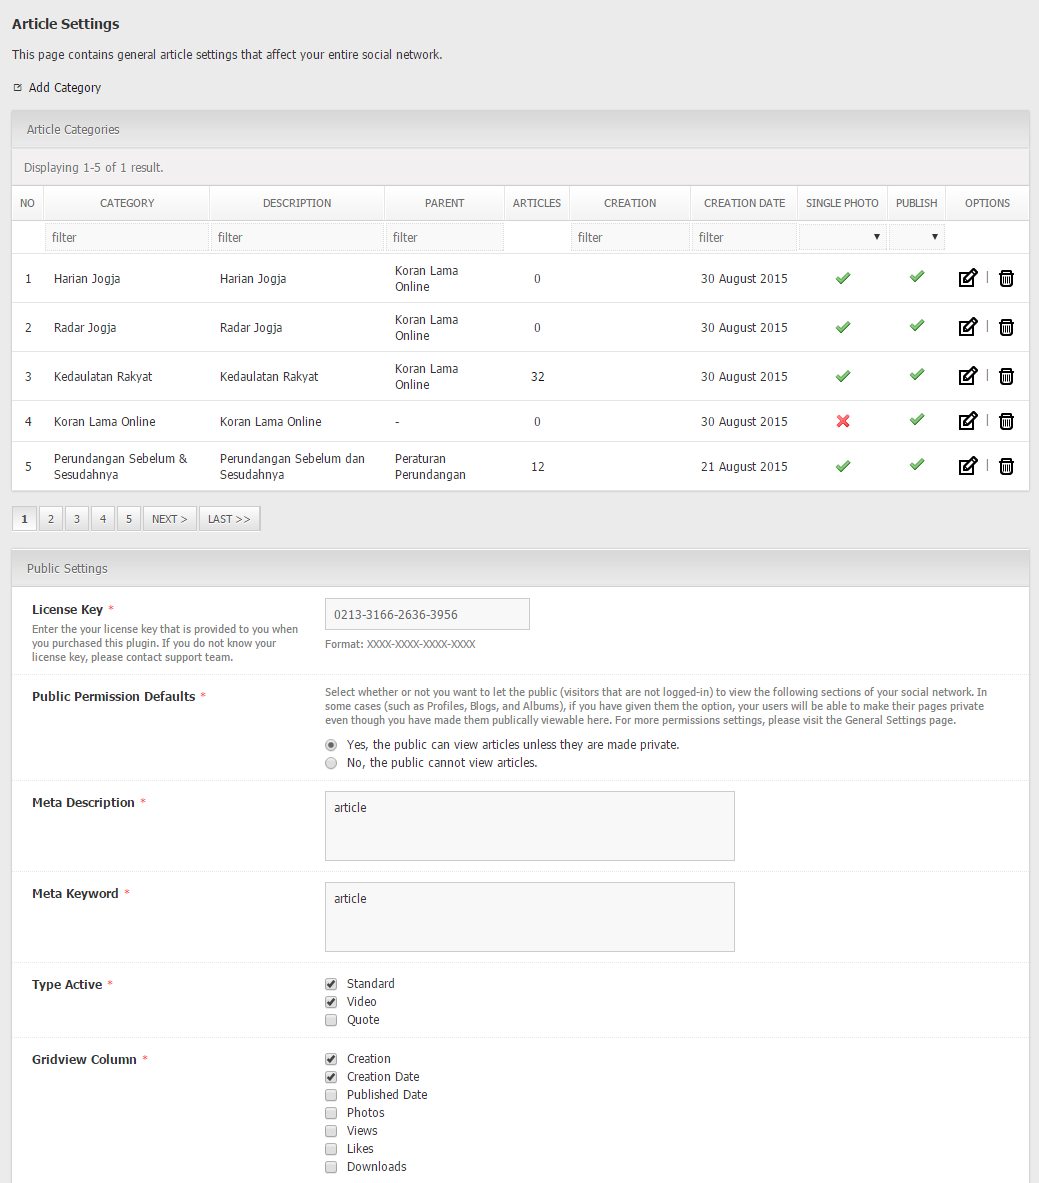 Article Settings
This page contains general article settings that affect your entire social network.
Add Category
Article Categories
Displaying 1-5 of 1 result.
NO CATEGORY DESCRIPTION PARENT ARTICLES CREATION CREATION DATE SINGLE PHOTO PUBLISH OPTIONS
filter filter filter filter filter
1 Harian Jogja Harian Jogja Koran Lama Online 0 30 August 2015 |
2 Radar Jogja Radar Jogja Koran Lama Online 0 30 August 2015 |
3 Kedaulatan Rakyat Kedaulatan Rakyat Koran Lama Online 32 30 August 2015 |
4 Koran Lama Online Koran Lama Online - 0 30 August 2015 |
5 Perundangan Sebelum & Sesudahnya Perundangan Sebelum dan Sesudahnya Peraturan Perundangan 12 21 August 2015 |
1 2 3 4 5 NEXT > LAST >>
Public Settings
License Key *
Enter the your license key that is provided to you when
you purchased this plugin. If you do not know your
license key, please contact support team.
0213-3166-2636-3956
Format: XXXX-XXXX-XXXX-XXXX
Public Permission Defaults *
Select whether or not you want to let the public (visitors that are not logged-in) to view the following sections of your social network. In
some cases (such as Profiles, Blogs, and Albums), if you have given them the option, your users will be able to make their pages private
even though you have made them publically viewable here. For more permissions settings, please visit the General Settings page.
Yes, the public can view articles unless they are made private.
No, the public cannot view articles.
Meta Description *
article
Meta Keyword *
article
Type Active *
Standard
Video
Quote
Gridview Column *
Creation
Creation Date
Published Date
Photos
Views
Likes
Downloads